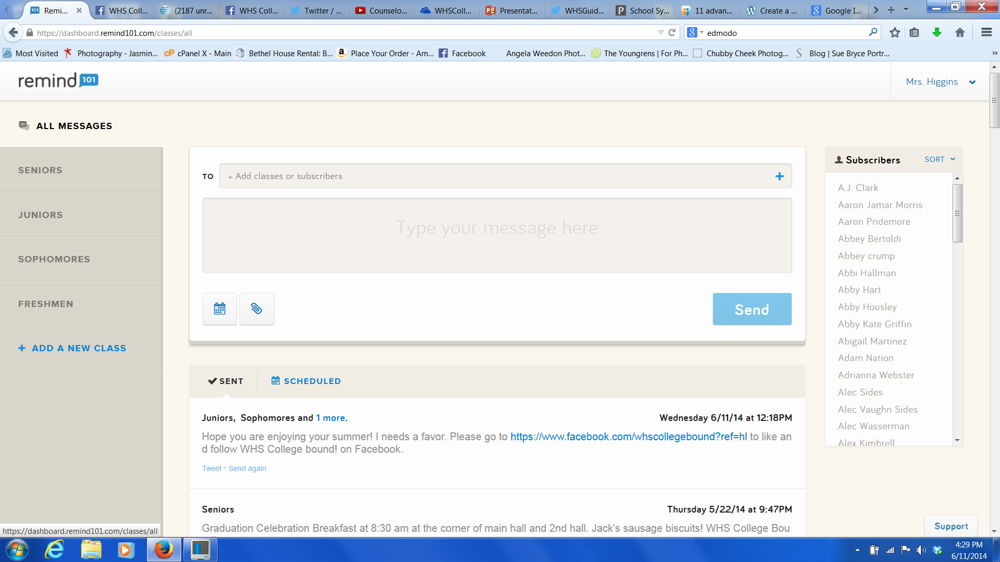 Remi...
WHS Coll...
(2187 unr...
WHS Coll...
Twitter / ...
Counselo...
WHSColl...
Presentat...
WHSGuid...
School Sy...
11 advan...
Create a ...
Google I...
https://dashboard.remind101.com/classes/all
edmodo
Most Visited
Photography - Jasmin...
cP cPanel X - Main
Bethel House Rental: B...
Place Your Order - Am...
Facebook
Angela Weedon Phot...
The Youngrens | For Ph...
Chubby Cheek Photog...
Blog | Sue Bryce Portr...
remind 101
Mrs. Higgins
ALL MESSAGES
SENIORS
JUNIORS
SOPHOMORES
FRESHMEN
+ ADD A NEW CLASS
TO
+ Add classes or subscribers
Type your message here
Send
SENT
SCHEDULED
Juniors, Sophomores and 1 more.
Wednesday 6/11/14 at 12:18PM
Hope you are enjoying your summer! I needs a favor. Please go to https://www.facebook.com/whscollegebound?ref=hl to like an
d follow WHS College bound! on Facebook.
Tweet • Send again
Seniors
Thursday 5/22/14 at 9:47PM
Graduation Celebration Breakfast at 8:30 am at the corner of main hall and 2nd hall. Jack's sausage biscuits! WHS College Bou
Subscribers
SORT
A.J. Clark
Aaron Jamar Morris
Aaron Pridemore
Abbey Bertoldi
Abbey crump
Abbi Hallman
Abby Hart
Abby Housley
Abby Kate Griffin
Abigail Martinez
Adam Nation
Adrianna Webster
Alec Sides
Alec Vaughn Sides
Alec Wasserman
Alex Kimbrell
Support
https://dashboard.remind101.com/classes/all
4:29 PM
6/11/2014